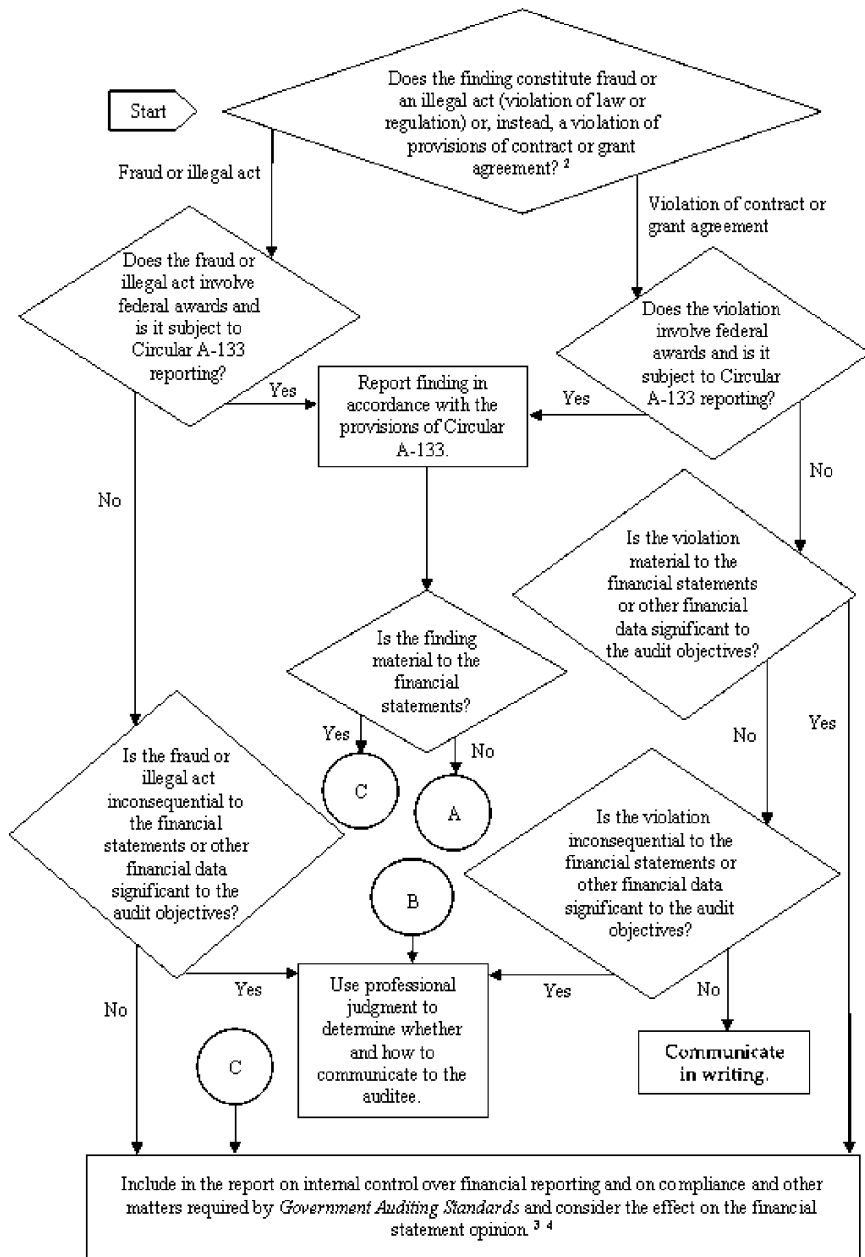 Start
Does the finding constitute fraud or
an illegal act (violation of law or
regulation) or, instead, a violation of
provisions of contract or grant
agreement? 2
Fraud or illegal act
Violation of contract or
grant agreement
Does the fraud or
illegal act involve
federal awards and
is it subject to
Circular A-133
reporting?
Does the violation
involve federal
awards and is it
subject to Circular
A-133 reporting?
Yes
Report finding in
accordance with the
provisions of Circular
A-133.
Yes
No
No
Is the violation
material to the
financial statements
or other financial
data significant to
the audit objectives?
Is the finding
material to the
financial
statements?
Yes
No
No
Yes
C
A
Is the fraud or
illegal act
inconsequential to
the financial
statements or other
financial data
significant to the
audit objectives?
Is the violation
inconsequential to the
financial statements or
other financial data
significant to the audit
objectives?
B
Yes
Use professional
judgment to
determine whether
and how to
communicate to the
auditee.
Yes
No
No
C
Communicate
in writing.
Include in the report on internal control over financial reporting and on compliance and other
matters required by Government Auditing Standards and consider the effect on the financial
statement opinion. 3 4